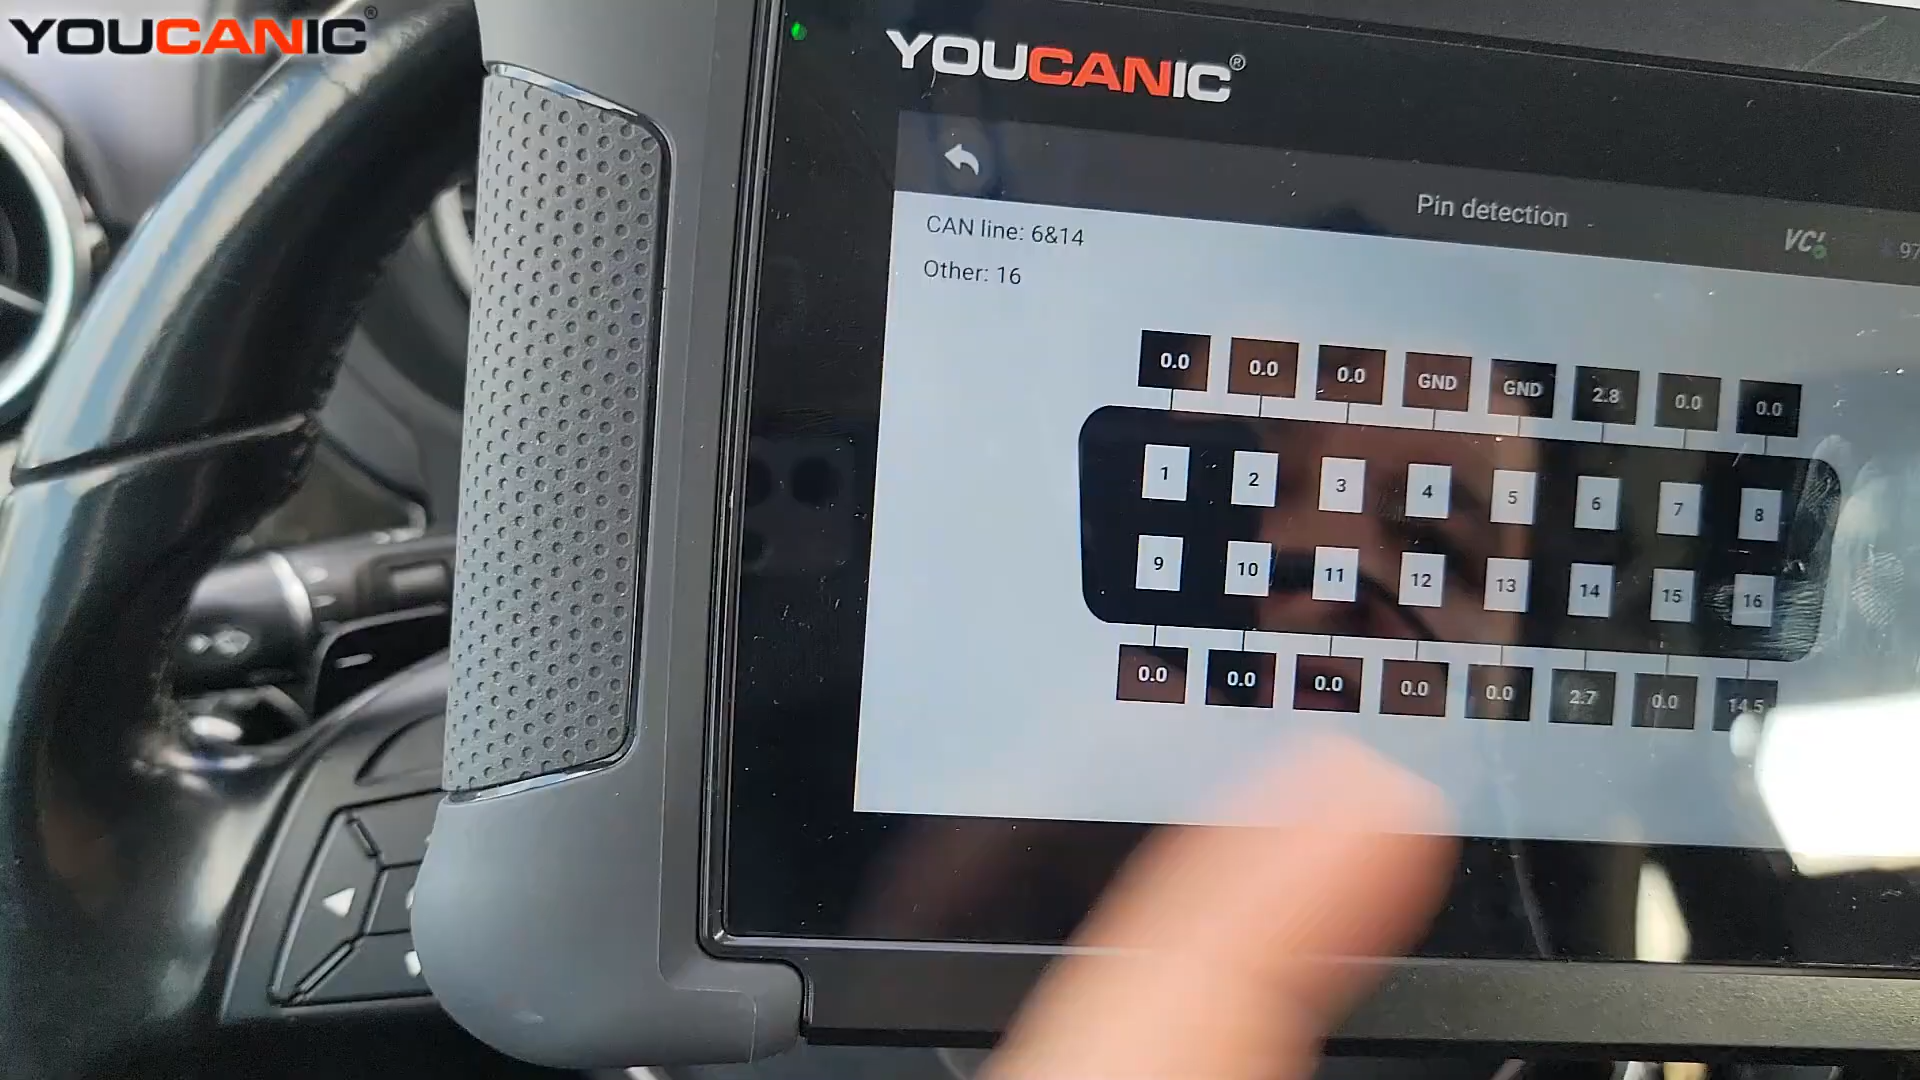 YOUCANIC®
YOUCANIC®
Pin detection
VCI
97
CAN line: 6&14
Other: 16
0.0 0.0 0.0 GND GND 2.8 0.0 0.0
1 2 3 4 5 6 7 8
9 10 11 12 13 14 15 16
0.0 0.0 0.0 0.0 0.0 2.7 0.0 14.5